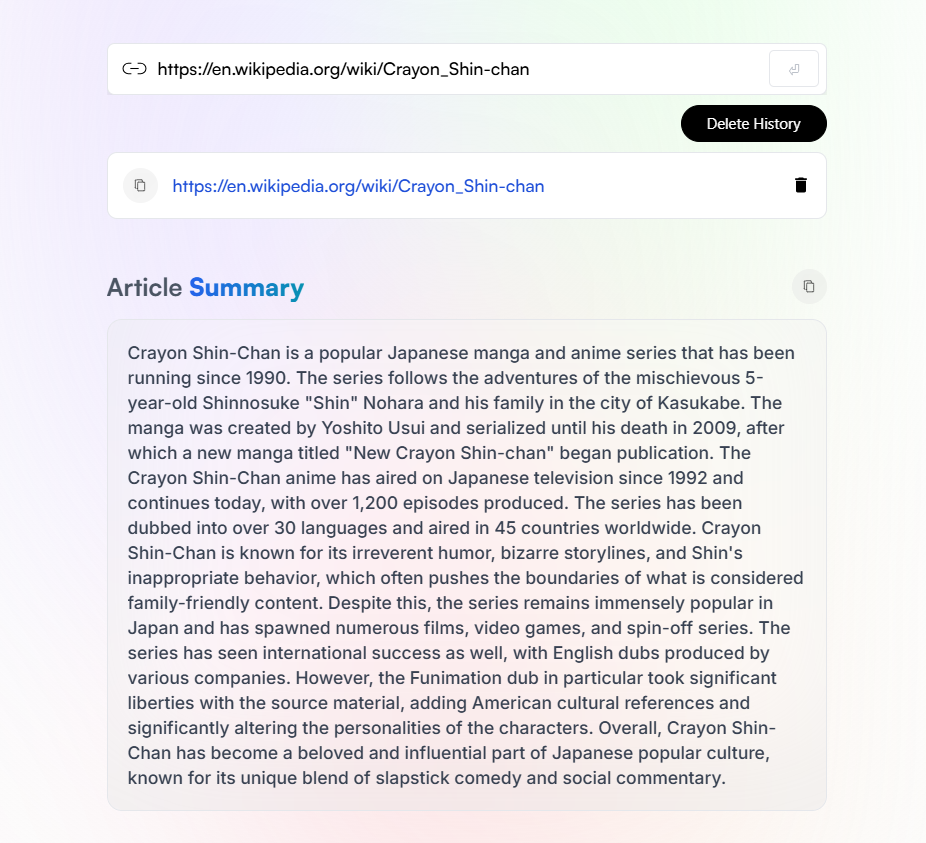 https://en.wikipedia.org/wiki/Crayon_Shin-chan
Delete History
https://en.wikipedia.org/wiki/Crayon_Shin-chan
Article Summary
Crayon Shin-Chan is a popular Japanese manga and anime series that has been
running since 1990. The series follows the adventures of the mischievous 5-
year-old Shinnosuke "Shin" Nohara and his family in the city of Kasukabe. The
manga was created by Yoshito Usui and serialized until his death in 2009, after
which a new manga titled "New Crayon Shin-chan" began publication. The
Crayon Shin-Chan anime has aired on Japanese television since 1992 and
continues today, with over 1,200 episodes produced. The series has been
dubbed into over 30 languages and aired in 45 countries worldwide. Crayon
Shin-Chan is known for its irreverent humor, bizarre storylines, and Shin's
inappropriate behavior, which often pushes the boundaries of what is considered
family-friendly content. Despite this, the series remains immensely popular in
Japan and has spawned numerous films, video games, and spin-off series. The
series has seen international success as well, with English dubs produced by
various companies. However, the Funimation dub in particular took significant
liberties with the source material, adding American cultural references and
significantly altering the personalities of the characters. Overall, Crayon Shin-
Chan has become a beloved and influential part of Japanese popular culture,
known for its unique blend of slapstick comedy and social commentary.